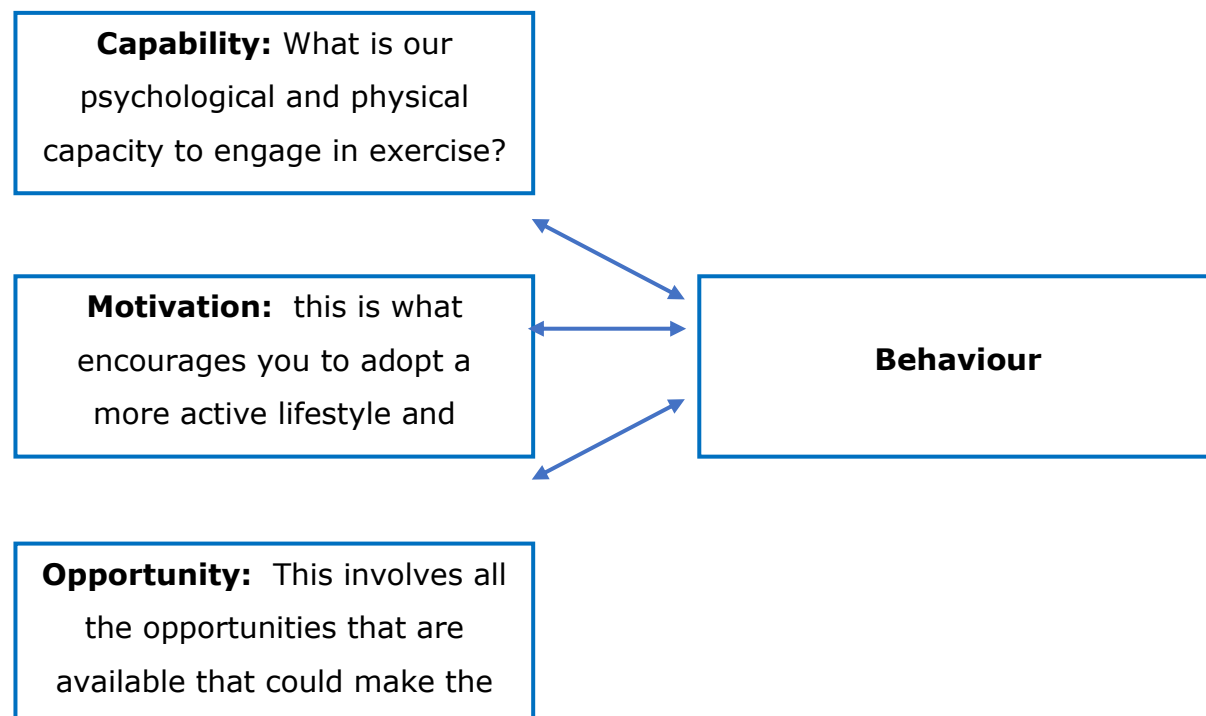 Capability: What is our
psychological and physical
capacity to engage in exercise?
Motivation:  this is what
encourages you to adopt a
more active lifestyle and
Behaviour
Opportunity:  This involves all
the opportunities that are
available that could make the